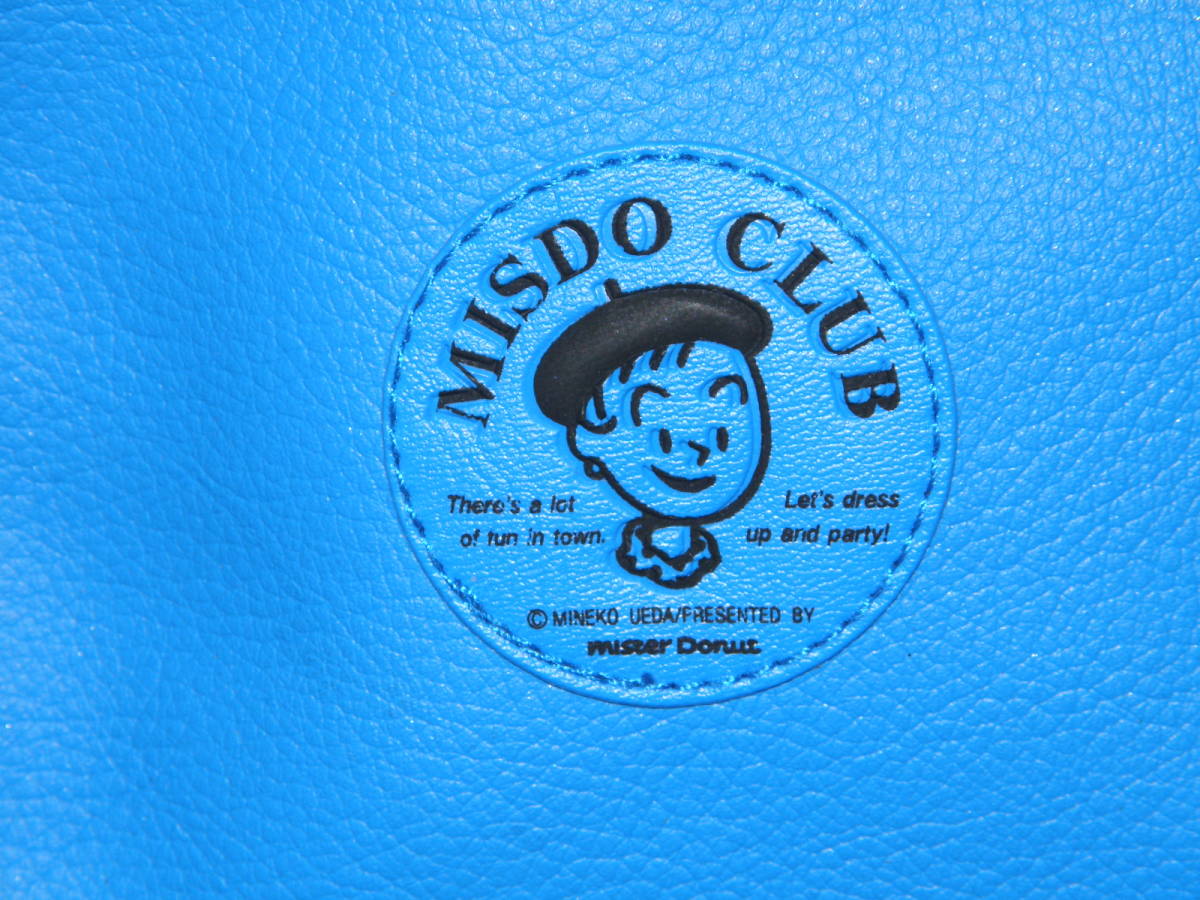 MISDO CLUB
There's a lot
of fun in town.
Let's dress
up and party!
© MINEKO UEDA/PRESENTED BY
mister Donut